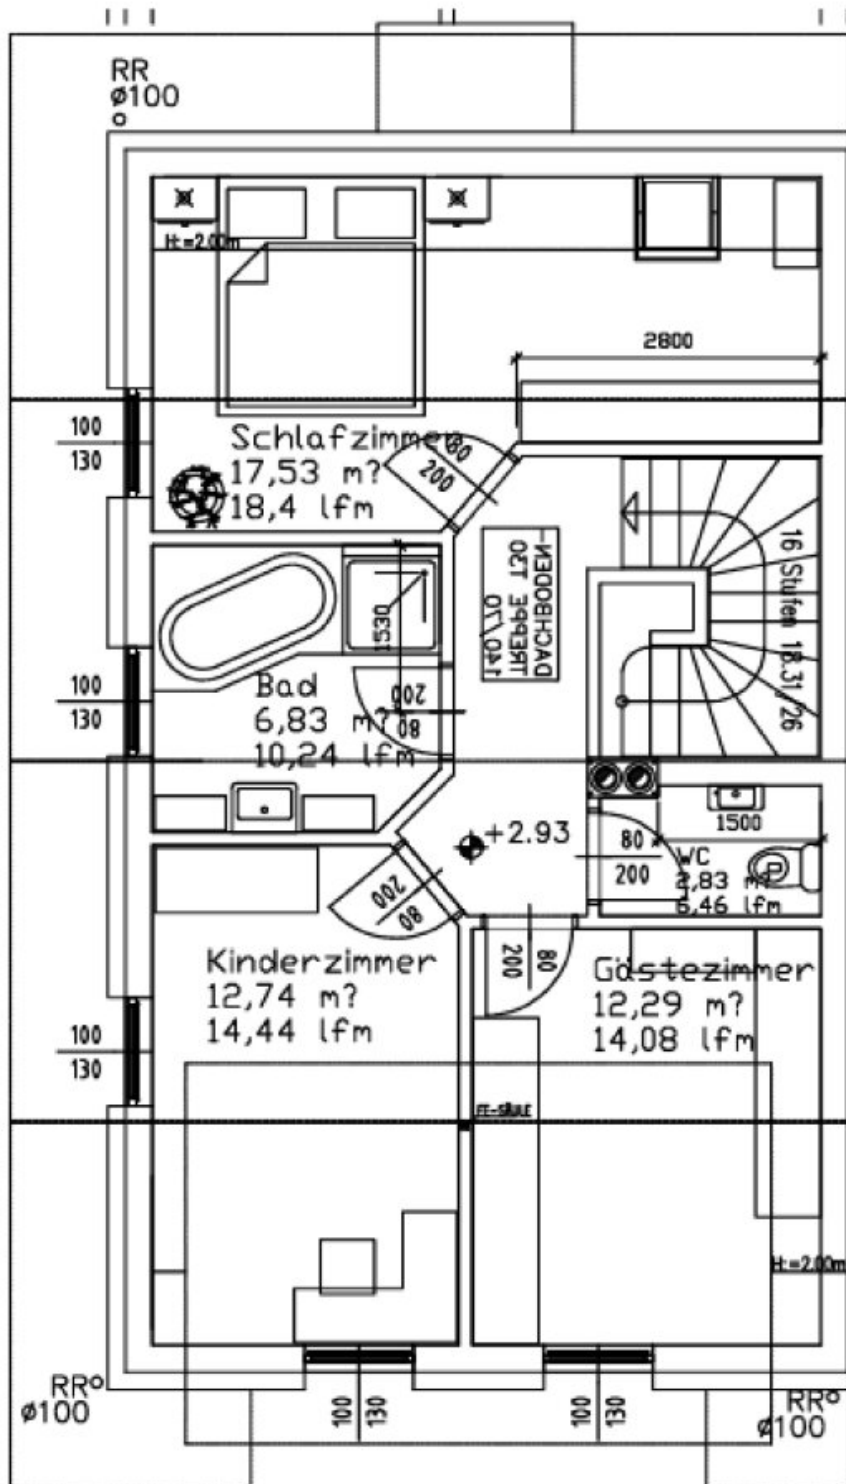 RR
ø100
H:=2.00m
2800
100
130
Schlafzimmer
17,53 m?
18,4 lfm
80
200
16 Stufen 18.31/26
140/70
TREPPE T30
DACHBODEN-
1530
100
130
Bad
6,83 m?
10,24 lfm
200
80
+2.93
1500
80
200
WC
2,83 m?
6,46 lfm
P
200
80
200
80
Kinderzimmer
12,74 m?
14,44 lfm
Gästezimmer
12,29 m?
14,08 lfm
100
130
FE-SÄULE
H:=2.00m
RR
ø100
100
130
100
130
RR
ø100